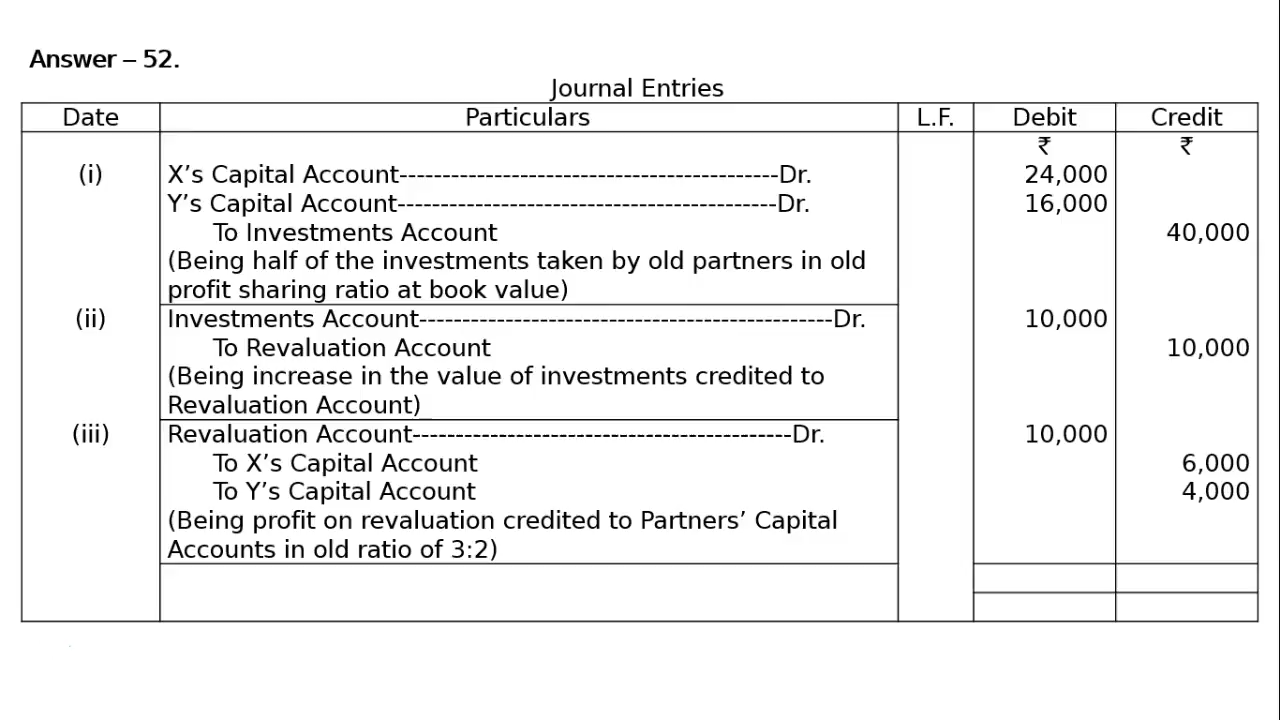 Answer – 52.
Journal Entries
Date Particulars L.F. Debit Credit
₹ ₹
(i) X’s Capital Account--------------------------------------------Dr. 24,000
Y’s Capital Account--------------------------------------------Dr. 16,000
To Investments Account 40,000
(Being half of the investments taken by old partners in old
profit sharing ratio at book value)
(ii) Investments Account------------------------------------------------Dr. 10,000
To Revaluation Account 10,000
(Being increase in the value of investments credited to
Revaluation Account)
(iii) Revaluation Account--------------------------------------------Dr. 10,000
To X’s Capital Account 6,000
To Y’s Capital Account 4,000
(Being profit on revaluation credited to Partners’ Capital
Accounts in old ratio of 3:2)